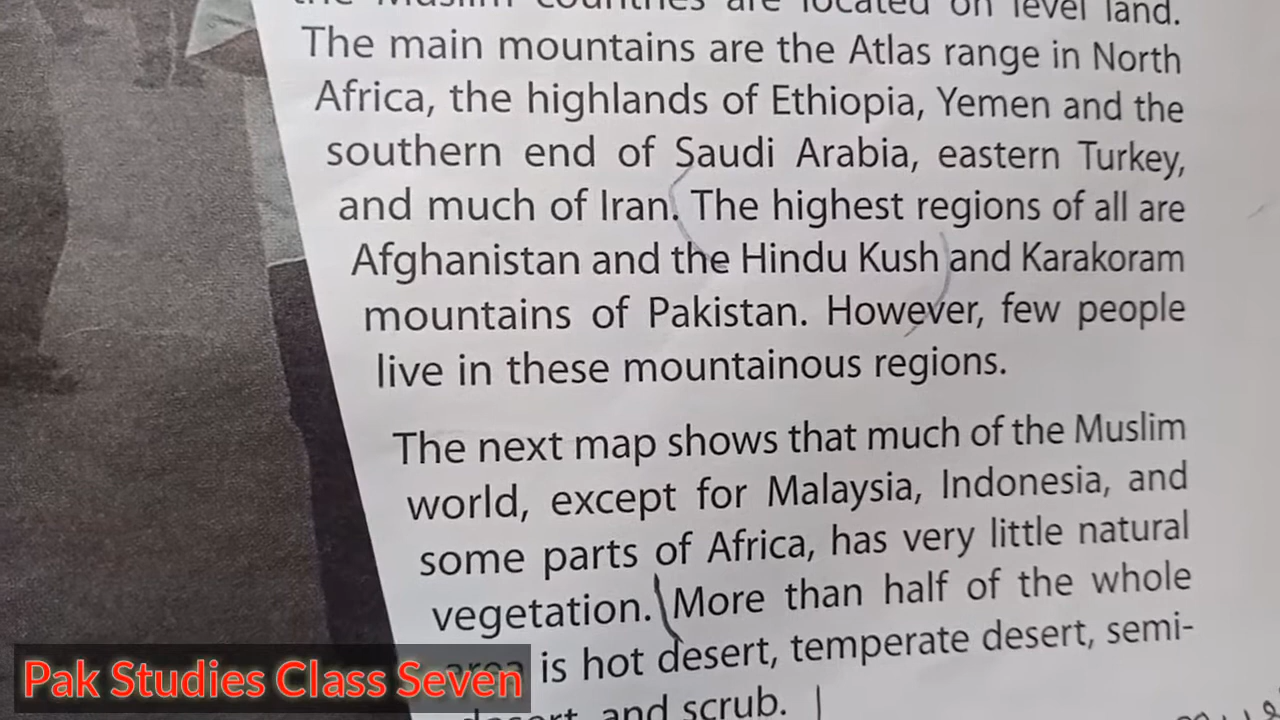 the Muslim countries are located on level land.
The main mountains are the Atlas range in North
Africa, the highlands of Ethiopia, Yemen and the
southern end of Saudi Arabia, eastern Turkey,
and much of Iran. The highest regions of all are
Afghanistan and the Hindu Kush and Karakoram
mountains of Pakistan. However, few people
live in these mountainous regions.
The next map shows that much of the Muslim
world, except for Malaysia, Indonesia, and
some parts of Africa, has very little natural
vegetation. More than half of the whole
area is hot desert, temperate desert, semi-
desert, and scrub.
Pak Studies Class Seven